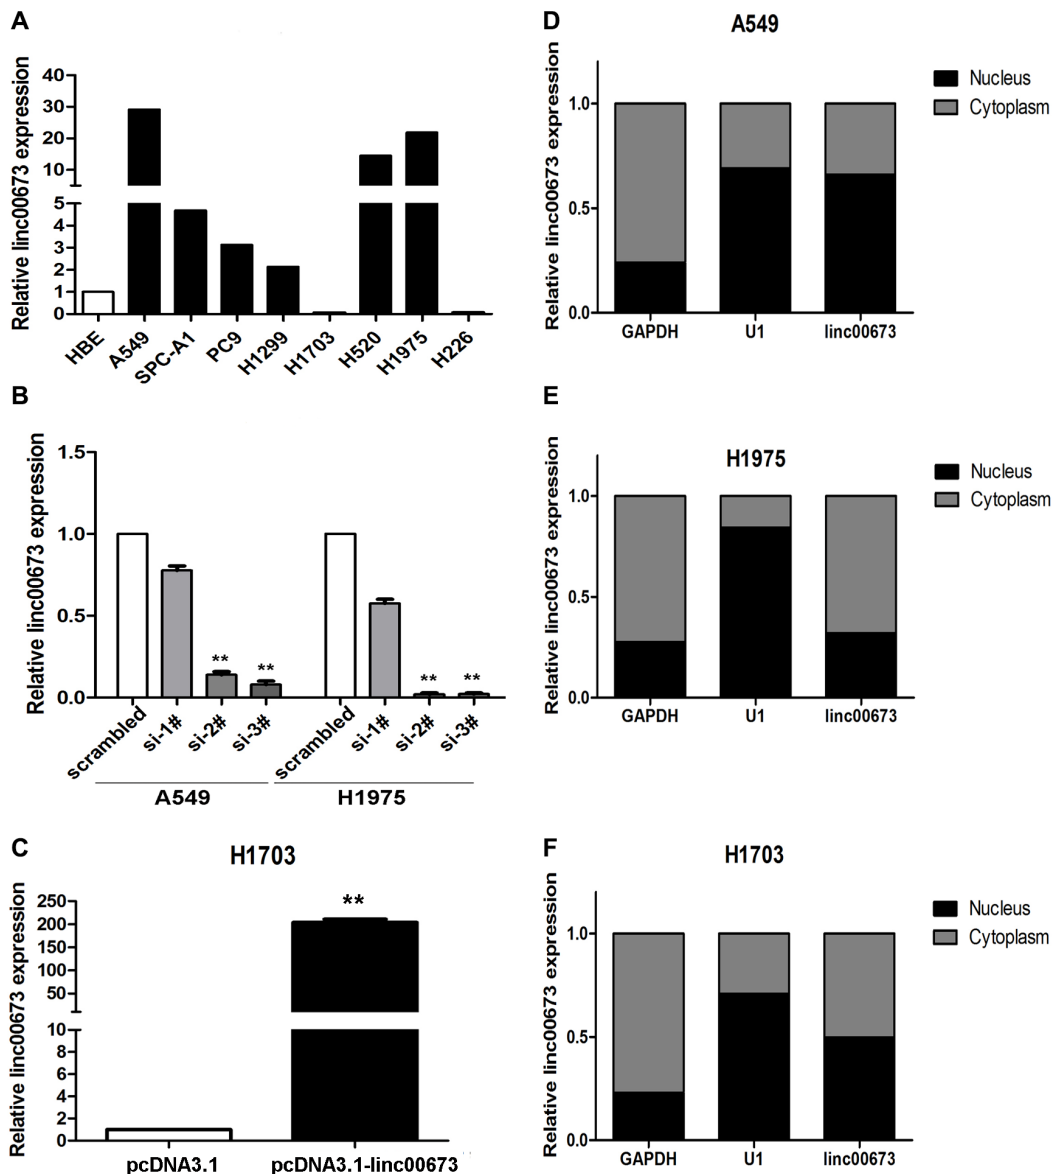 A
Relative linc00673 expression
40
30
20
10
5
4
3
2
1
0
HBE
A549
SPC-A1
PC9
H1299
H1703
H520
H1975
H226
B
Relative linc00673 expression
1.5
1.0
0.5
0.0
**
**
**
**
scrambled
si-1#
si-2#
si-3#
scrambled
si-1#
si-2#
si-3#
A549
H1975
C
H1703
Relative linc00673 expression
250
200
150
100
50
10
8
6
4
2
0
**
pcDNA3.1
pcDNA3.1-linc00673
D
A549
Relative linc00673 expression
1.0
0.5
0.0
Nucleus
Cytoplasm
GAPDH
U1
linc00673
E
H1975
Relative linc00673 expression
1.0
0.5
0.0
Nucleus
Cytoplasm
GAPDH
U1
linc00673
F
H1703
Relative linc00673 expression
1.0
0.5
0.0
Nucleus
Cytoplasm
GAPDH
U1
linc00673